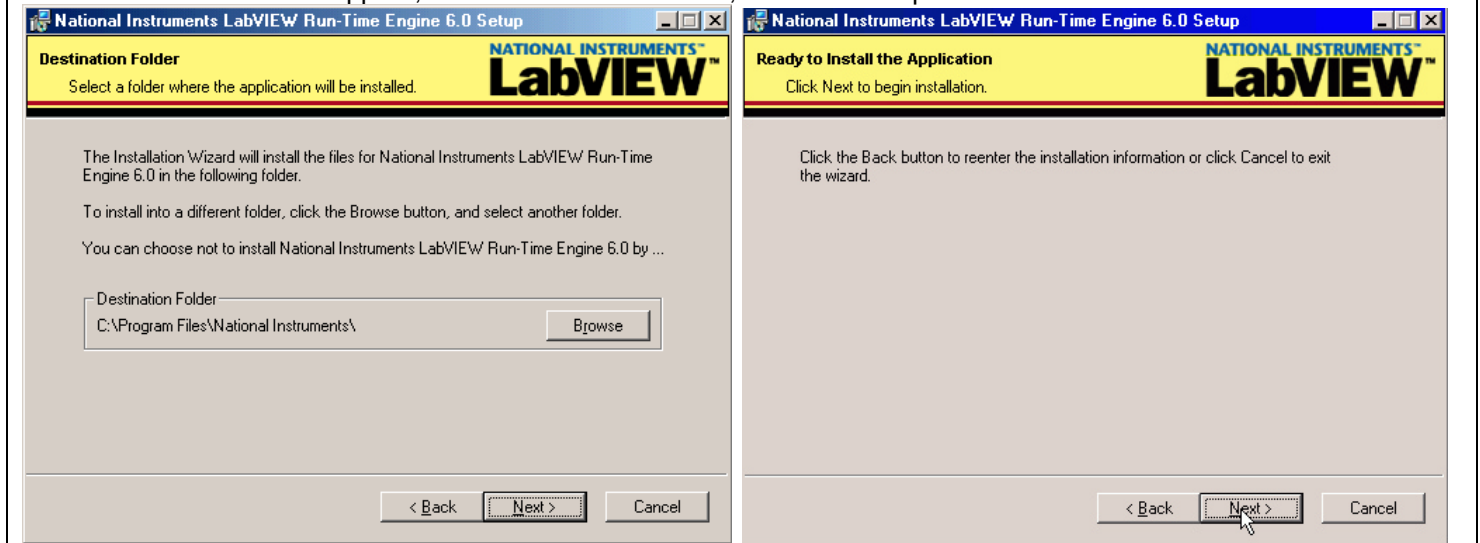 National Instruments LabVIEW Run-Time Engine 6.0 Setup
Destination Folder
Select a folder where the application will be installed.
NATIONAL INSTRUMENTS™
LabVIEW™
The Installation Wizard will install the files for National Instruments LabVIEW Run-Time
Engine 6.0 in the following folder.
To install into a different folder, click the Browse button, and select another folder.
You can choose not to install National Instruments LabVIEW Run-Time Engine 6.0 by ...
Destination Folder
C:\Program Files\National Instruments\
Browse
< Back
Next >
Cancel
National Instruments LabVIEW Run-Time Engine 6.0 Setup
Ready to Install the Application
Click Next to begin installation.
NATIONAL INSTRUMENTS™
LabVIEW™
Click the Back button to reenter the installation information or click Cancel to exit
the wizard.
< Back
Next >
Cancel